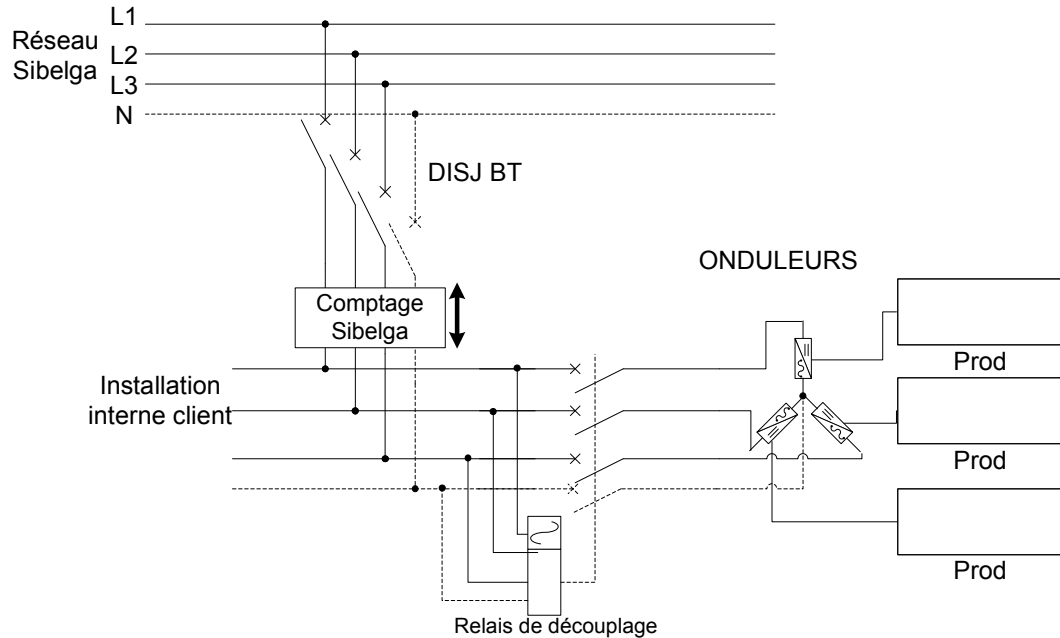 L1
Réseau
Sibelga
L2
L3
N
DISJ BT
ONDULEURS
Comptage
Sibelga
Prod
Installation
interne client
Prod
Prod
Relais de découplage